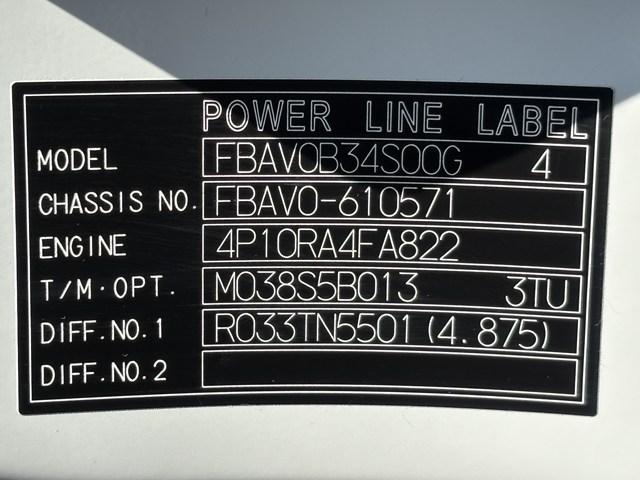 POWER LINE LABEL
MODEL FBAV0B34S00G 4
CHASSIS NO. FBAV0-610571
ENGINE 4P10RA4FA822
T/M·OPT. M038S5B013 3TU
DIFF.NO.1 R033TN5501(4.875)
DIFF.NO.2